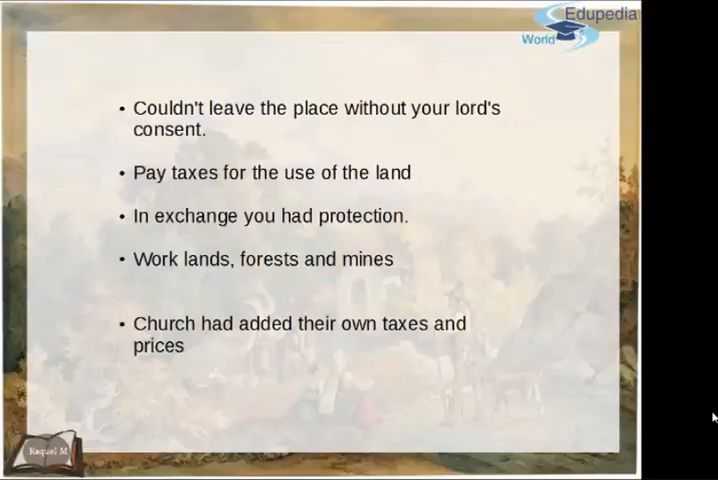 Edupedia
World
• Couldn't leave the place without your lord's
consent.
• Pay taxes for the use of the land
• In exchange you had protection.
• Work lands, forests and mines
• Church had added their own taxes and
prices
Raquel M